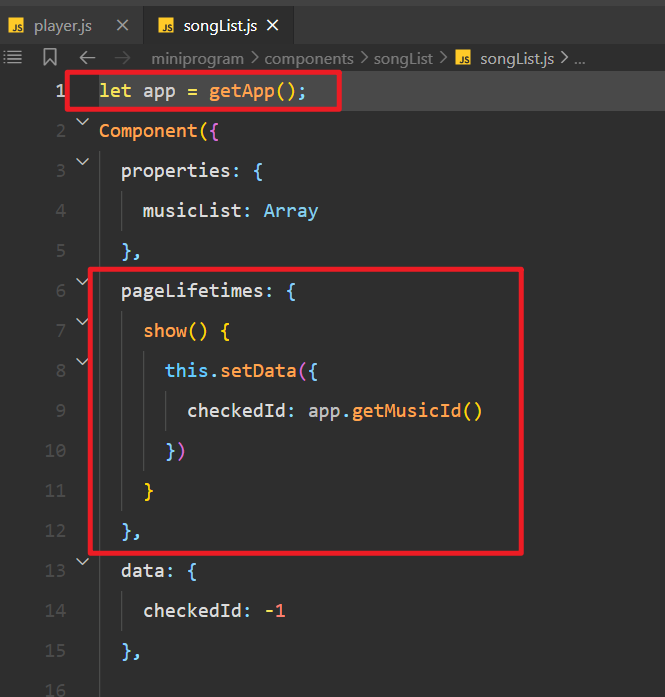 JS player.js × JS songList.js ×
miniprogram > components > songList > JS songList.js > ...
1 let app = getApp();
2 Component({
3 properties: {
4 musicList: Array
5 },
6 pageLifetimes: {
7 show() {
8 this.setData({
9 checkedId: app.getMusicId()
10 })
11 }
12 },
13 data: {
14 checkedId: -1
15 },
16